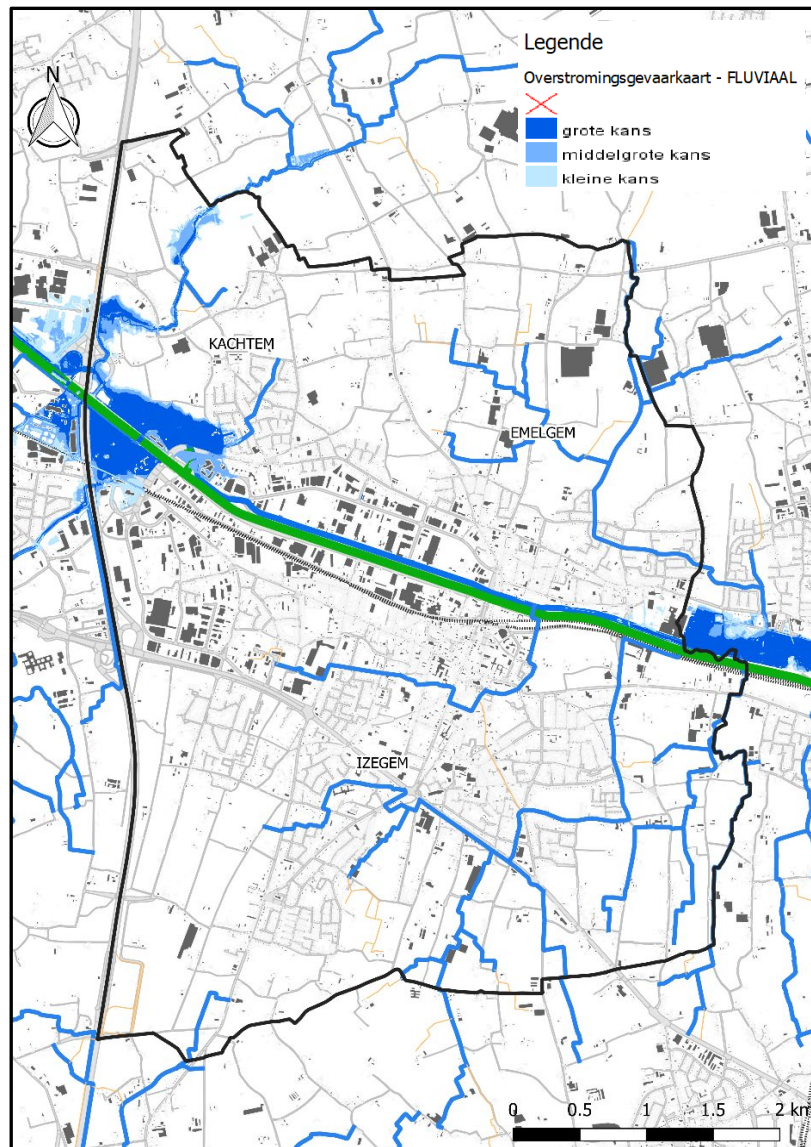 Legende
Overstromingsgevaarkaart - FLUVIAAL
grote kans
middelgrote kans
kleine kans
N
KACHTEM
EMELGEM
IZEGEM
0 0.5 1 1.5 2 km